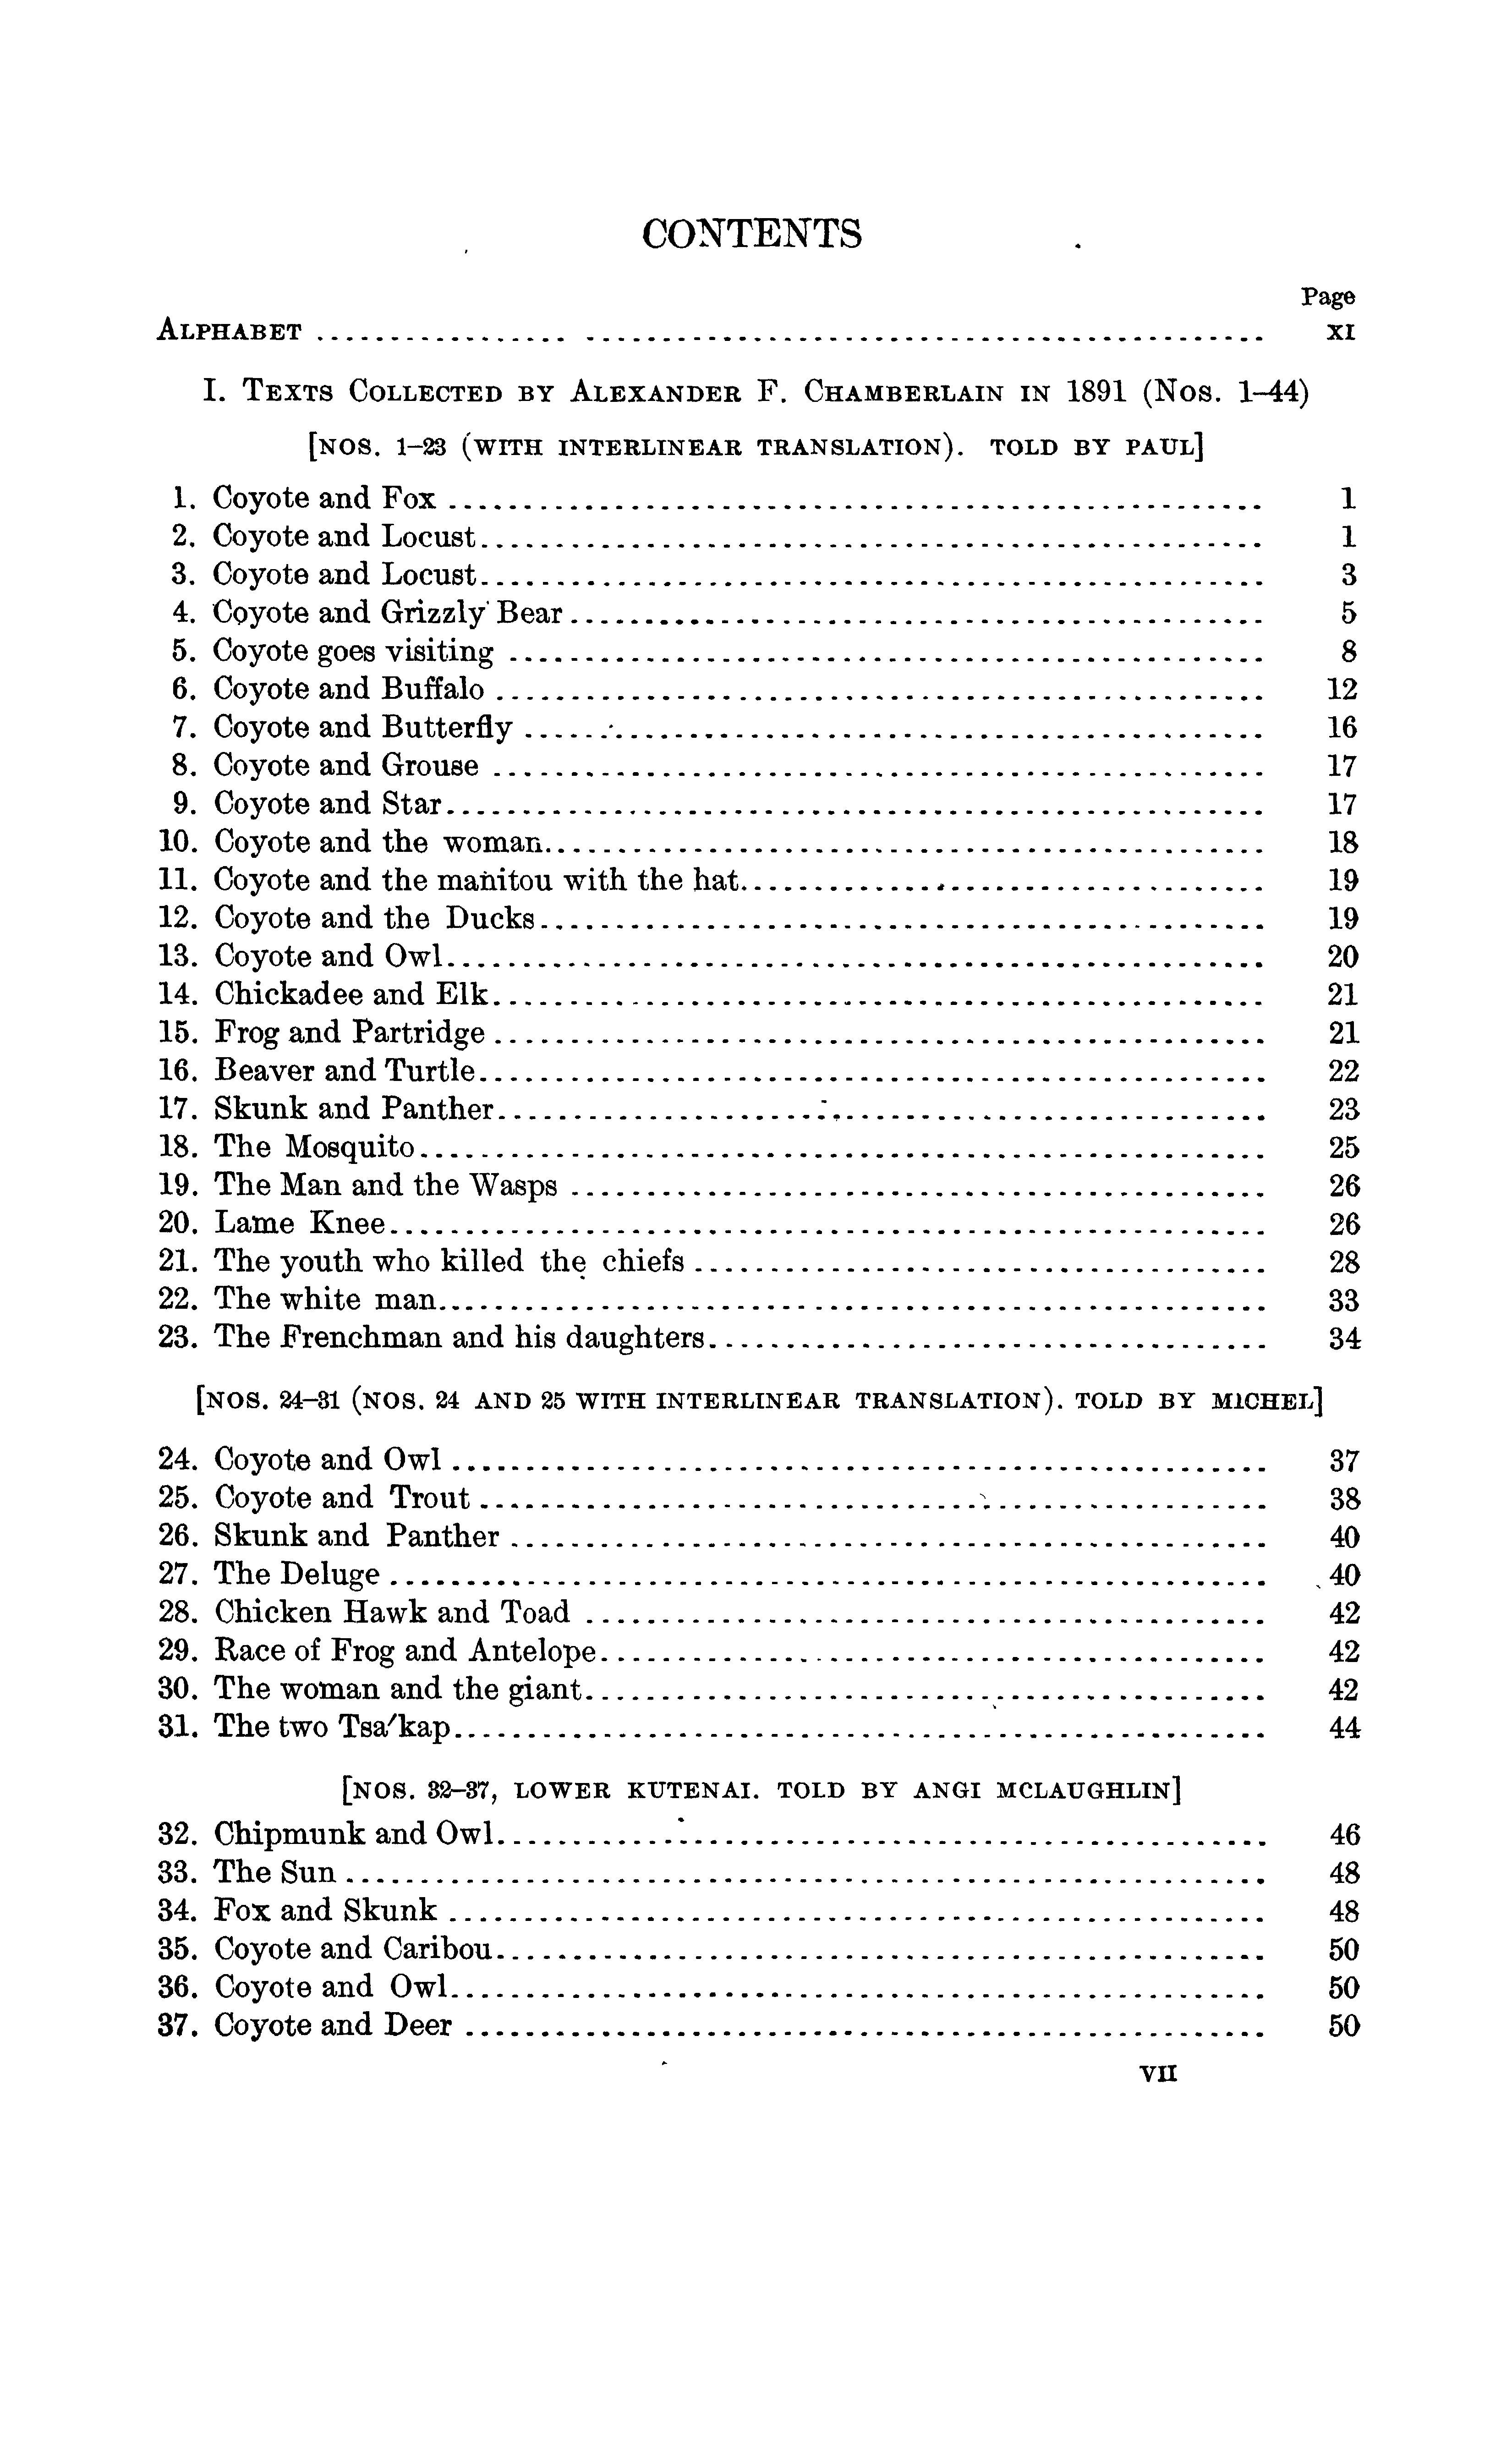 CONTENTS
Page
ALPHABET ........ XI
I. TEXTS COLLECTED BY ALEXANDER F. CHAMBERLAIN IN 1891 (NOS. 1–44)
[NOS. 1–23 (WITH INTERLINEAR TRANSLATION). TOLD BY PAUL]
1. Coyote and Fox ........ 1
2. Coyote and Locust ........ 1
3. Coyote and Locust ........ 3
4. Coyote and Grizzly Bear ........ 5
5. Coyote goes visiting ........ 8
6. Coyote and Buffalo ........ 12
7. Coyote and Butterfly ........ 16
8. Coyote and Grouse ........ 17
9. Coyote and Star ........ 17
10. Coyote and the woman ........ 18
11. Coyote and the manitou with the hat ........ 19
12. Coyote and the Ducks ........ 19
13. Coyote and Owl ........ 20
14. Chickadee and Elk ........ 21
15. Frog and Partridge ........ 21
16. Beaver and Turtle ........ 22
17. Skunk and Panther ........ 23
18. The Mosquito ........ 25
19. The Man and the Wasps ........ 26
20. Lame Knee ........ 26
21. The youth who killed the chiefs ........ 28
22. The white man ........ 33
23. The Frenchman and his daughters ........ 34
[NOS. 24–31 (NOS. 24 AND 25 WITH INTERLINEAR TRANSLATION). TOLD BY MICHEL]
24. Coyote and Owl ........ 37
25. Coyote and Trout ........ 38
26. Skunk and Panther ........ 40
27. The Deluge ........ 40
28. Chicken Hawk and Toad ........ 42
29. Race of Frog and Antelope ........ 42
30. The woman and the giant ........ 42
31. The two Tsa′kap ........ 44
[NOS. 32–37, LOWER KUTENAI. TOLD BY ANGI MCLAUGHLIN]
32. Chipmunk and Owl ........ 46
33. The Sun ........ 48
34. Fox and Skunk ........ 48
35. Coyote and Caribou ........ 50
36. Coyote and Owl ........ 50
37. Coyote and Deer ........ 50
VII